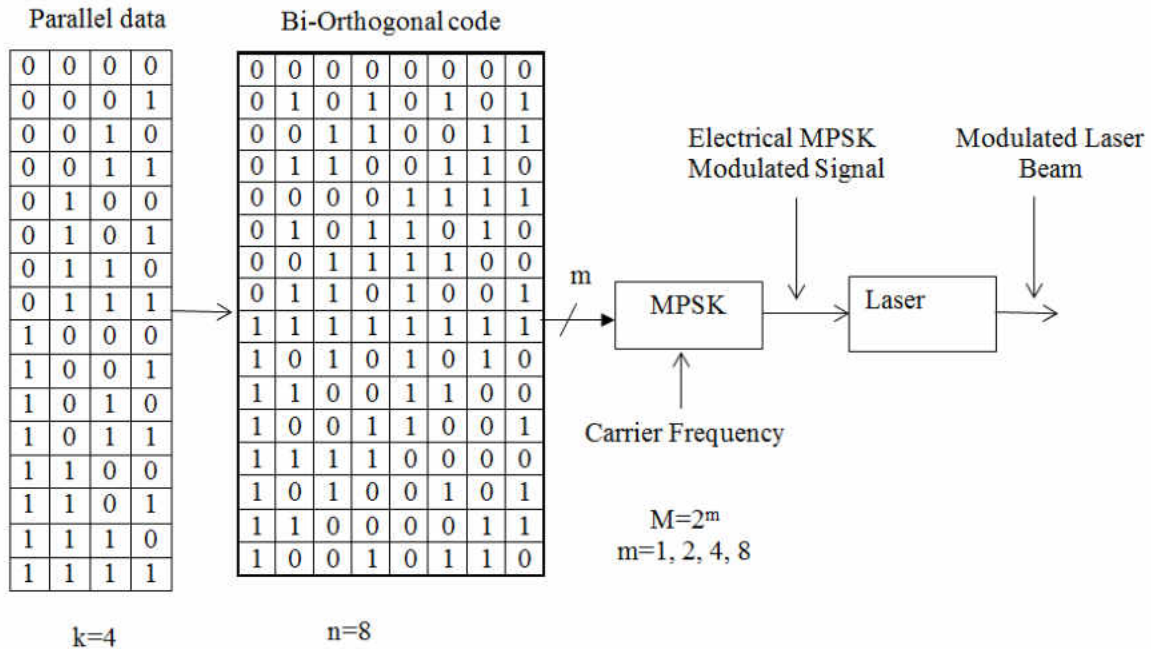 Parallel data
Bi-Orthogonal code
0 0 0 0
0 0 0 1
0 0 1 0
0 0 1 1
0 1 0 0
0 1 0 1
0 1 1 0
0 1 1 1
1 0 0 0
1 0 0 1
1 0 1 0
1 0 1 1
1 1 0 0
1 1 0 1
1 1 1 0
1 1 1 1
k=4
0 0 0 0 0 0 0 0
0 1 0 1 0 1 0 1
0 0 1 1 0 0 1 1
0 1 1 0 0 1 1 0
0 0 0 0 1 1 1 1
0 1 0 1 1 0 1 0
0 0 1 1 1 1 0 0
0 1 1 0 1 0 0 1
1 1 1 1 1 1 1 1
1 0 1 0 1 0 1 0
1 1 0 0 1 1 0 0
1 0 0 1 1 0 0 1
1 1 1 1 0 0 0 0
1 0 1 0 0 1 0 1
1 1 0 0 0 0 1 1
1 0 0 1 0 1 1 0
n=8
m
MPSK
Carrier Frequency
Electrical MPSK
Modulated Signal
Laser
Modulated Laser
Beam
M=2ᵐ
m=1, 2, 4, 8